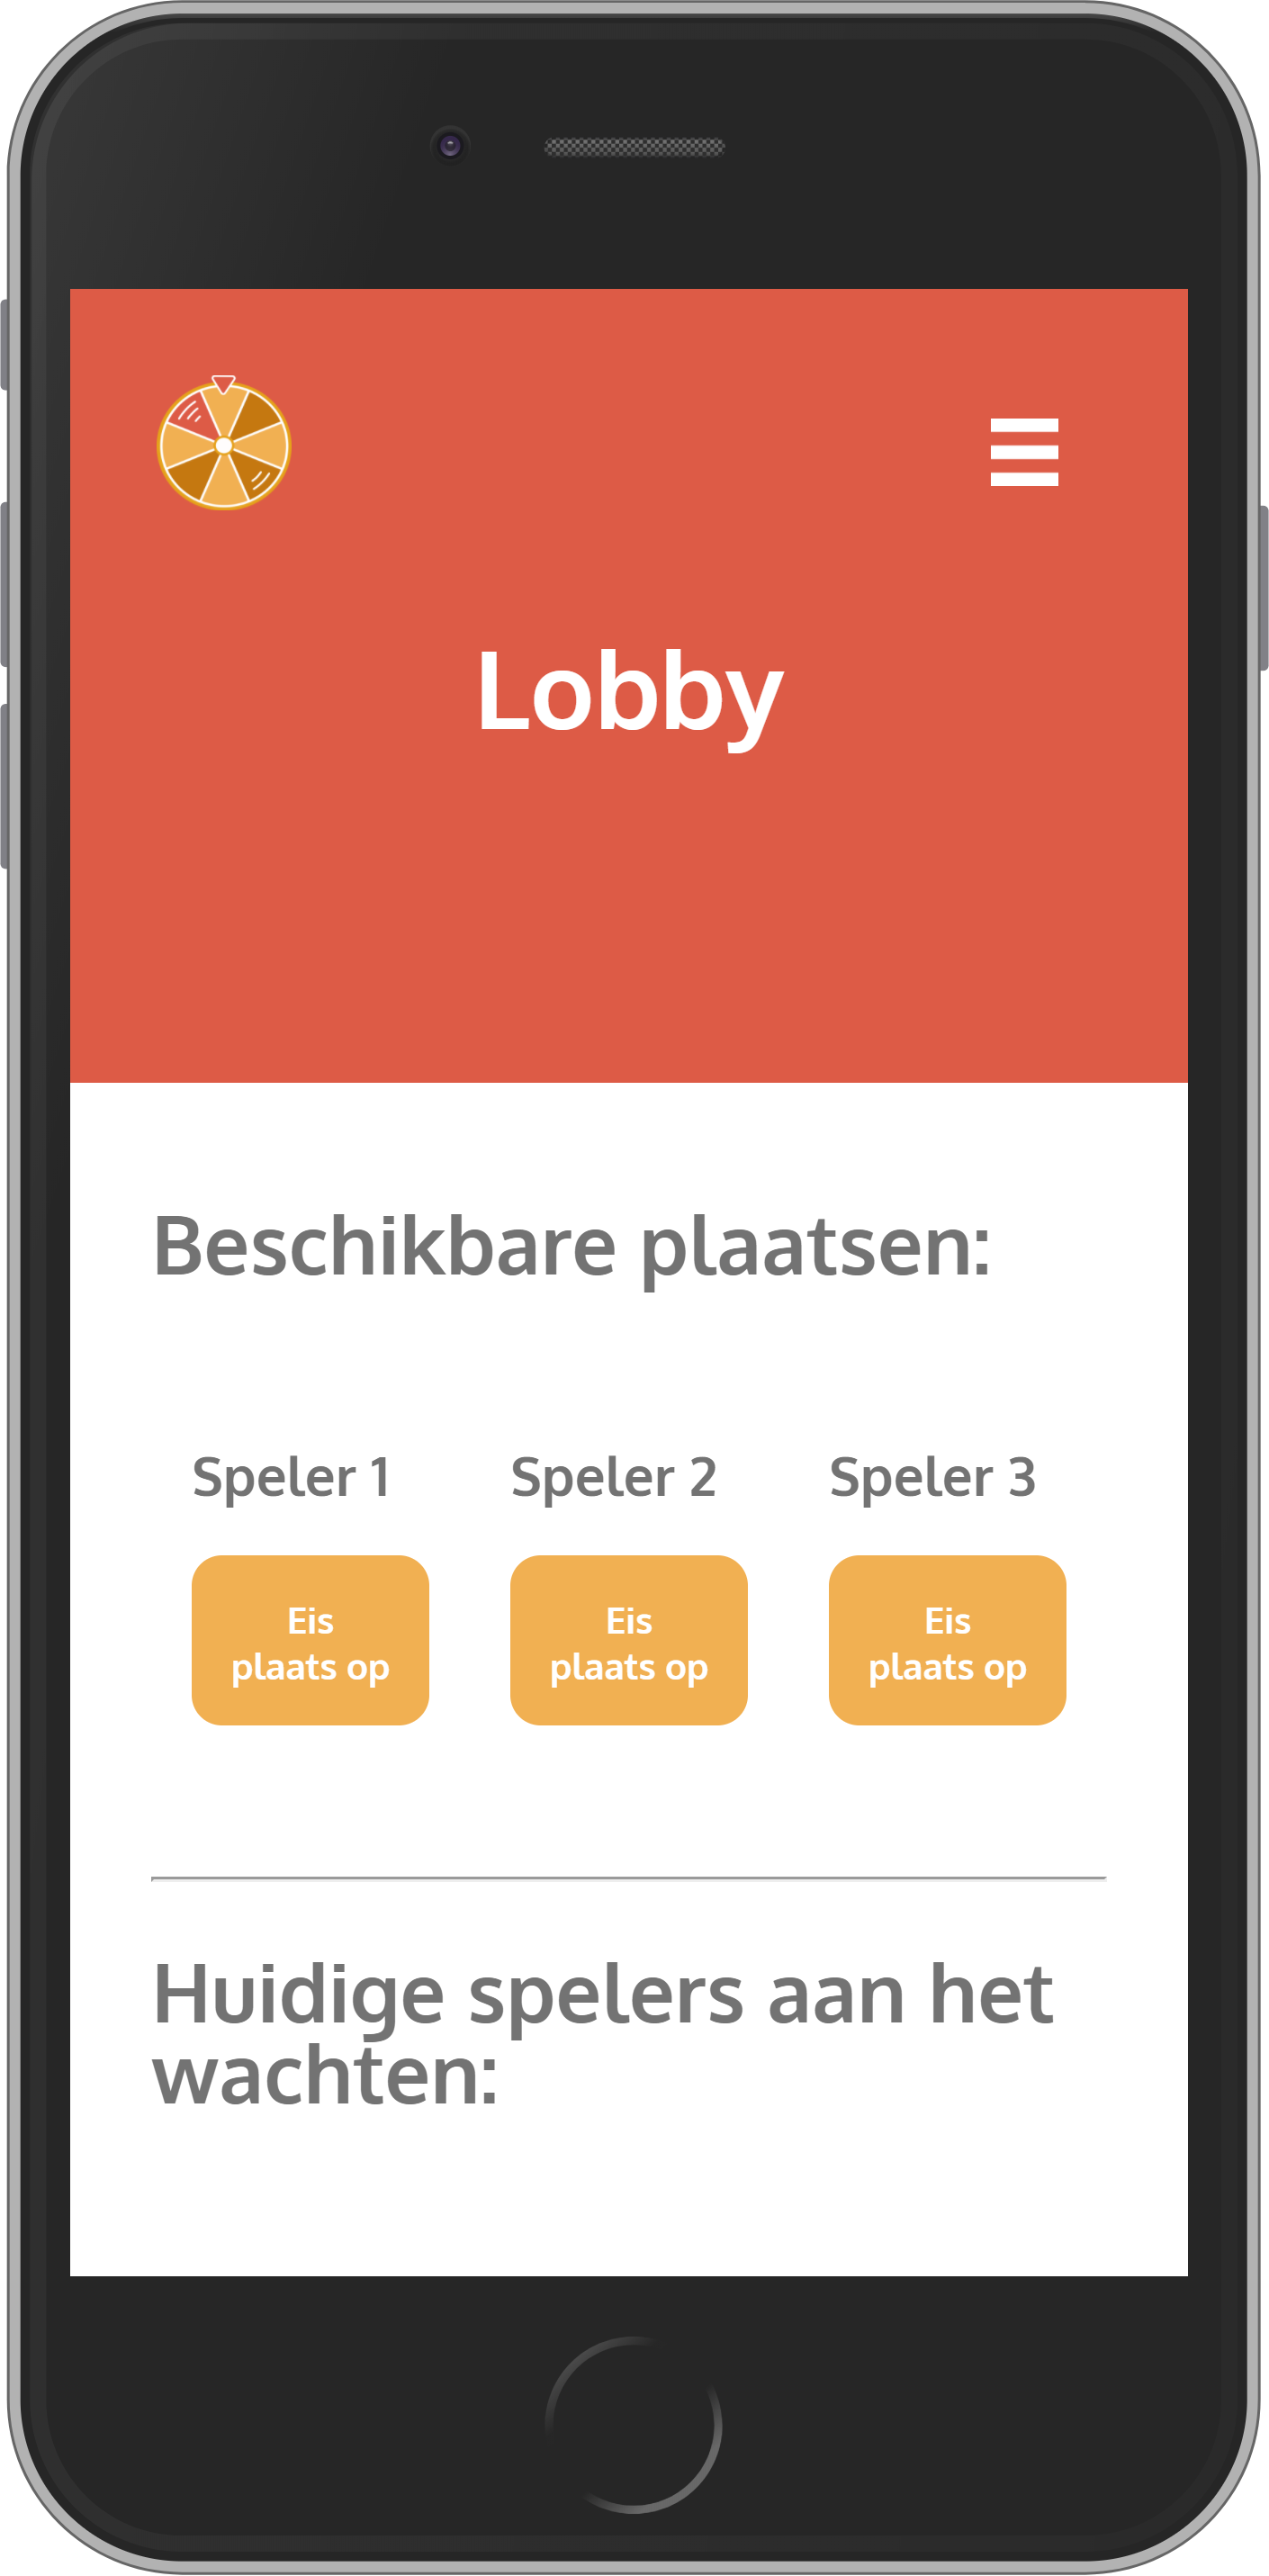 Lobby
Beschikbare plaatsen:
Speler 1
Speler 2
Speler 3
Eis
plaats op
Eis
plaats op
Eis
plaats op
Huidige spelers aan het
wachten: